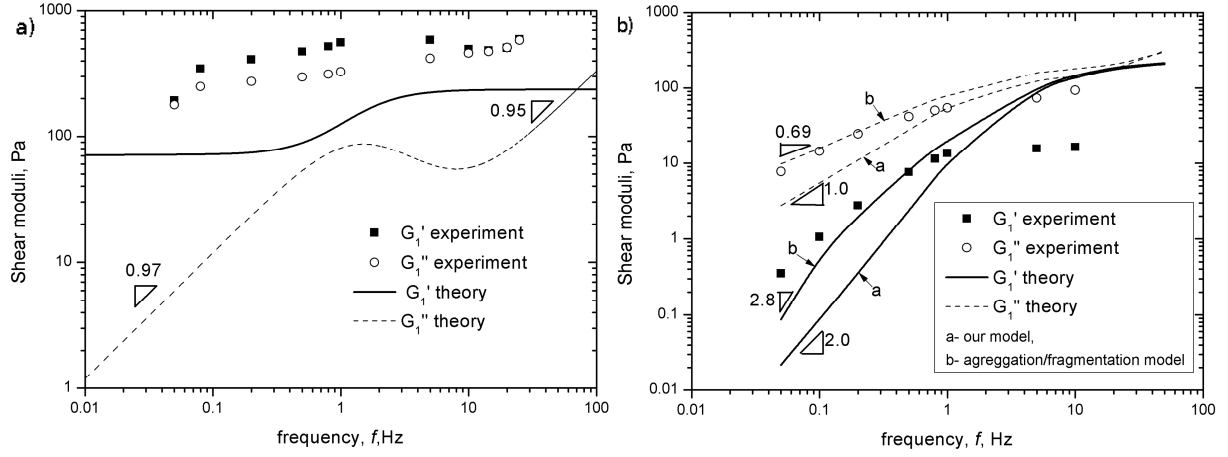 a)
1000
100
10
1
Shear moduli, Pa
0.97
0.95
G₁' experiment
G₁'' experiment
G₁' theory
G₁'' theory
0.01 0.1 1 10 100
frequency, f,Hz
b)
1000
100
10
1
0.1
0.01
Shear moduli, Pa
b
0.69
a
1.0
b
2.8
a
2.0
G₁' experiment
G₁'' experiment
G₁' theory
G₁'' theory
a- our model,
b- agreggation/fragmentation model
0.01 0.1 1 10 100
frequency, f, Hz